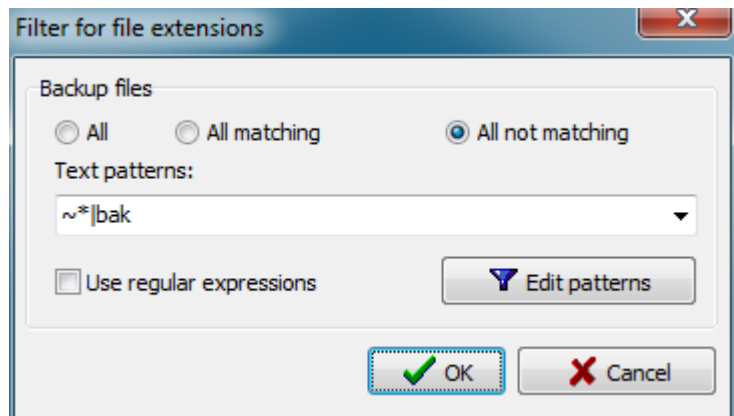 Filter for file extensions
Backup files
All All matching All not matching
Text patterns:
~*|bak
Use regular expressions Edit patterns
OK Cancel